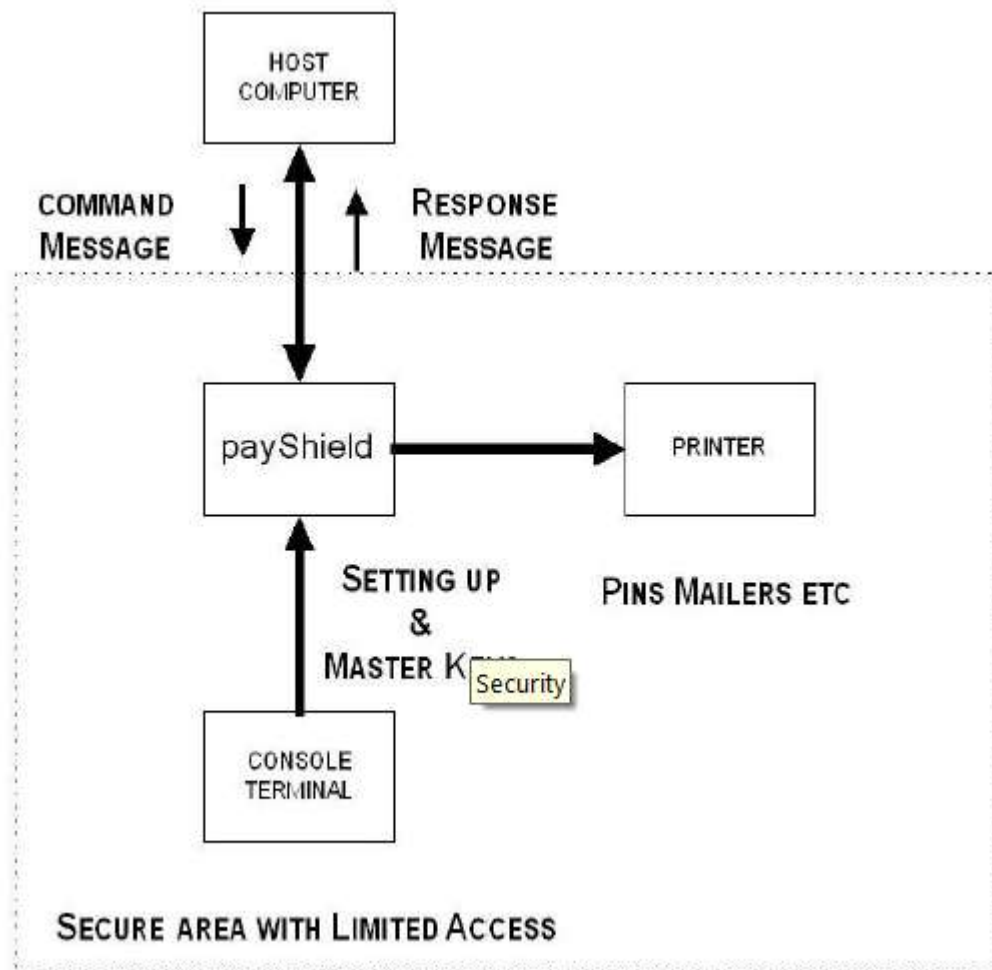 HOST
COMPUTER
COMMAND
MESSAGE
RESPONSE
MESSAGE
payShield
PRINTER
SETTING UP
&
MASTER
Security
PINS MAILERS ETC
CONSOLE
TERMINAL
SECURE AREA WITH LIMITED ACCESS